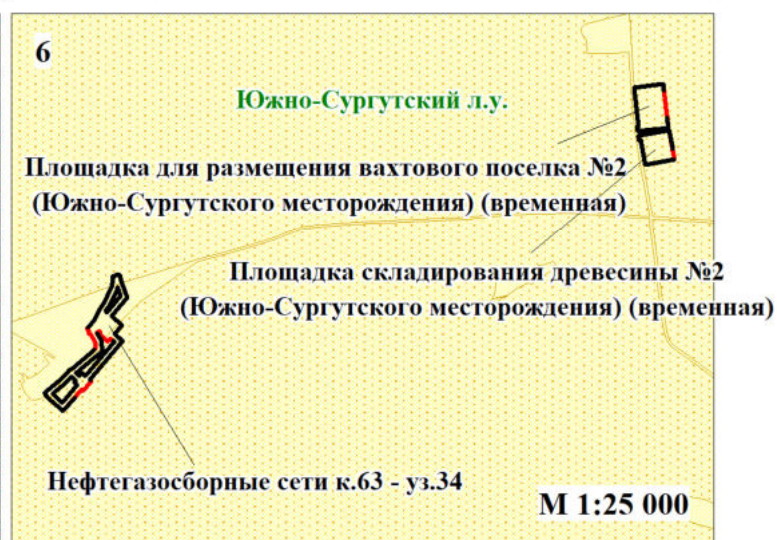 6
Южно-Сургутский л.у.
Площадка для размещения вахтового поселка №2
(Южно-Сургутского месторождения) (временная)
Площадка складирования древесины №2
(Южно-Сургутского месторождения) (временная)
Нефтегазосборные сети к.63 - уз.34
М 1:25 000